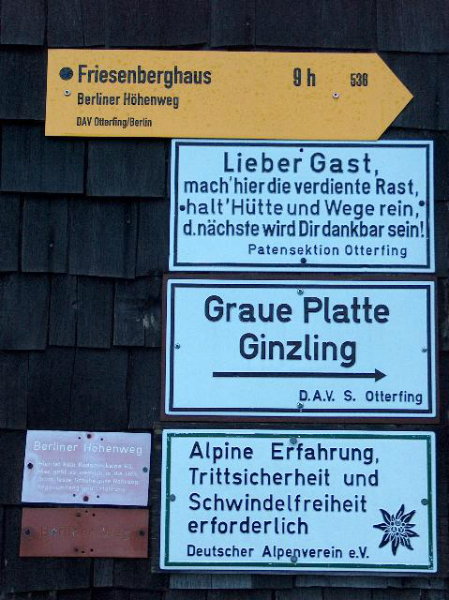 Friesenberghaus 9 h 536
Berliner Höhenweg
DAV Otterfing/Berlin
Lieber Gast,
mach'hier die verdiente Rast,
halt'Hütte und Wege rein,
d.nächste wird Dir dankbar sein!
Patensektion Otterfing
Graue Platte
Ginzling
D.A.V. S. Otterfing
Berliner Höhenweg
Alpine Erfahrung,
Trittsicherheit und
Schwindelfreiheit
erforderlich
Deutscher Alpenverein e.V.